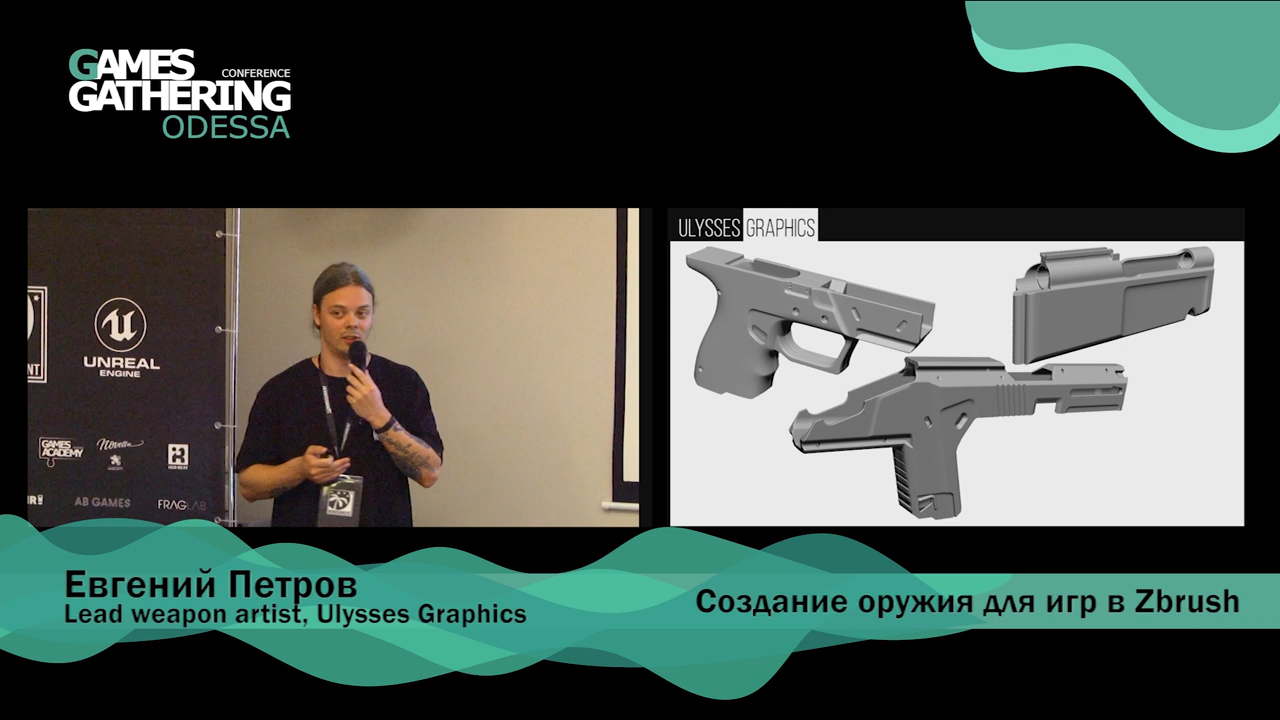 GAMES
CONFERENCE
GATHERING
ODESSA
ULYSSES GRAPHICS
UNREAL
ENGINE
GAMES
ACADEMY
AB GAMES
FRAGLAB
Евгений Петров
Lead weapon artist, Ulysses Graphics
Создание оружия для игр в Zbrush